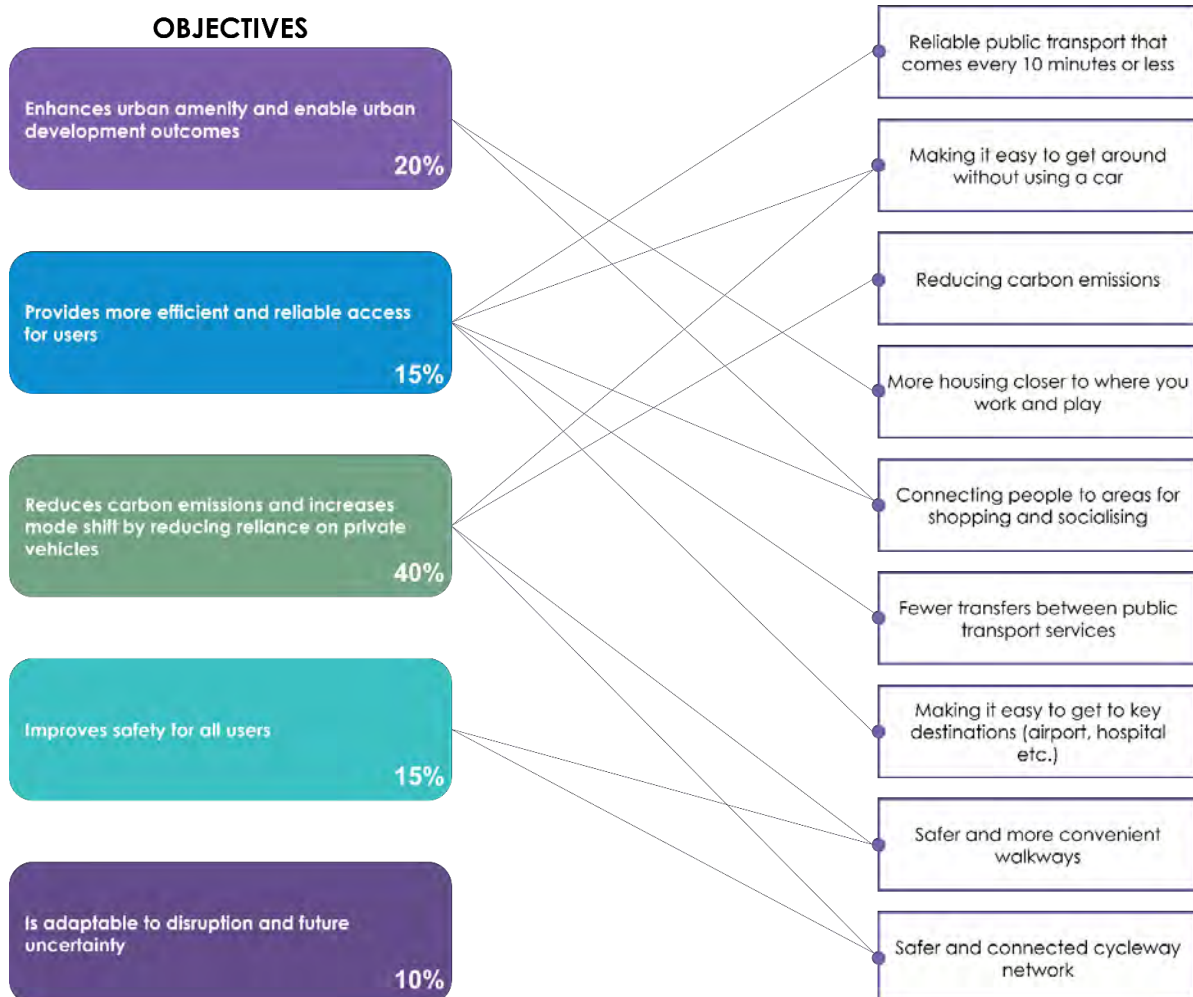 OBJECTIVES
Enhances urban amenity and enable urban
development outcomes
20%
Provides more efficient and reliable access
for users
15%
Reduces carbon emissions and increases
mode shift by reducing reliance on private
vehicles
40%
Improves safety for all users
15%
Is adaptable to disruption and future
uncertainty
10%
Reliable public transport that
comes every 10 minutes or less
Making it easy to get around
without using a car
Reducing carbon emissions
More housing closer to where you
work and play
Connecting people to areas for
shopping and socialising
Fewer transfers between public
transport services
Making it easy to get to key
destinations (airport, hospital
etc.)
Safer and more convenient
walkways
Safer and connected cycleway
network